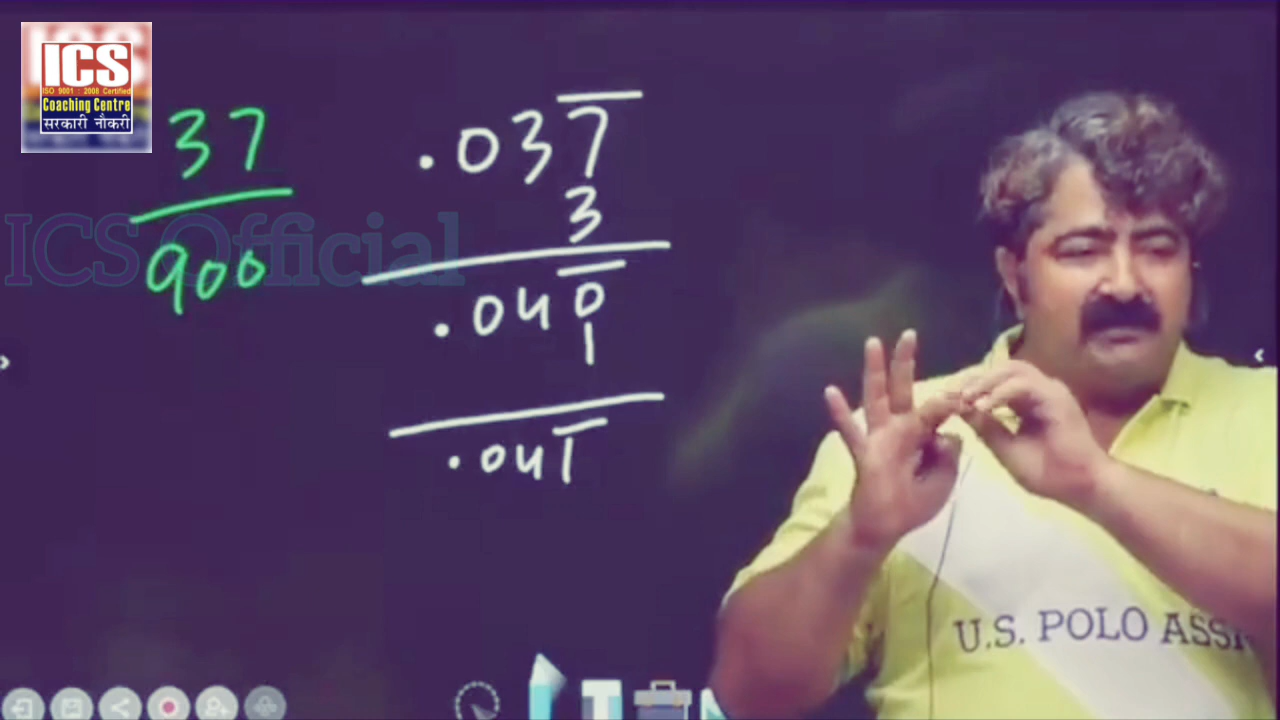 ICS
ISO 9001 : 2008 Certified
Coaching Centre
सरकारी नौकरी
37
900
ICS Official
.037̅
3
.040̅
1
.041̅
U.S. POLO ASSN